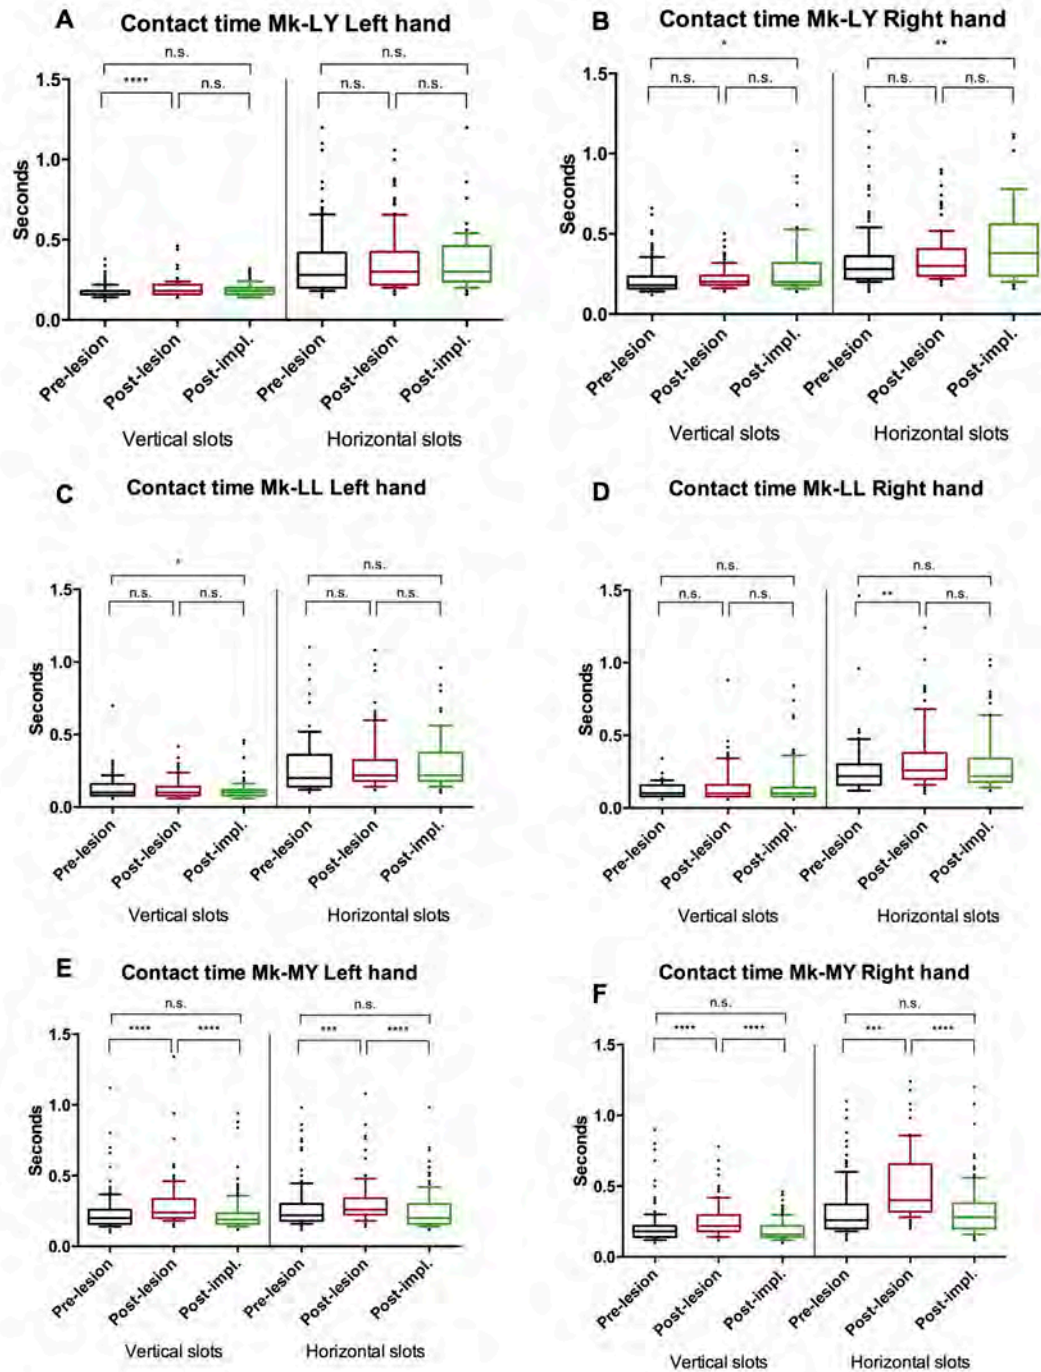 A Contact time Mk-LY Left hand
n.s. n.s.
**** n.s. n.s. n.s.
1.5
1.0
0.5
0.0
Seconds
Pre-lesion Post-lesion Post-impl. Pre-lesion Post-lesion Post-impl.
Vertical slots Horizontal slots
B Contact time Mk-LY Right hand
* **
n.s. n.s. n.s. n.s.
1.5
1.0
0.5
0.0
Seconds
Pre-lesion Post-lesion Post-impl. Pre-lesion Post-lesion Post-impl.
Vertical slots Horizontal slots
C Contact time Mk-LL Left hand
* n.s.
n.s. n.s. n.s. n.s.
1.5
1.0
0.5
0.0
Seconds
Pre-lesion Post-lesion Post-impl. Pre-lesion Post-lesion Post-impl.
Vertical slots Horizontal slots
D Contact time Mk-LL Right hand
n.s. n.s.
n.s. n.s. ** n.s.
1.5
1.0
0.5
0.0
Seconds
Pre-lesion Post-lesion Post-impl. Pre-lesion Post-lesion Post-impl.
Vertical slots Horizontal slots
E Contact time Mk-MY Left hand
n.s. n.s.
**** **** *** ****
1.5
1.0
0.5
0.0
Seconds
Pre-lesion Post-lesion Post-impl. Pre-lesion Post-lesion Post-impl.
Vertical slots Horizontal slots
F Contact time Mk-MY Right hand
n.s. n.s.
**** **** *** ****
1.5
1.0
0.5
0.0
Seconds
Pre-lesion Post-lesion Post-impl. Pre-lesion Post-lesion Post-impl.
Vertical slots Horizontal slots